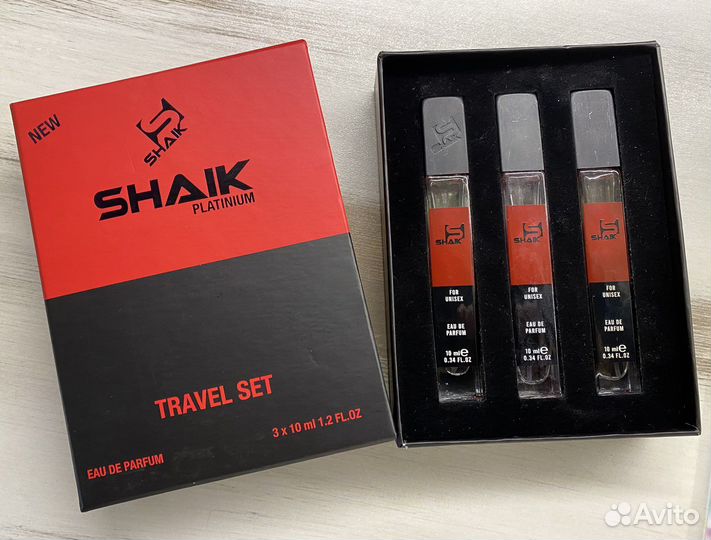 NEW
SHAIK
SHAIK
PLATINIUM
TRAVEL SET
3 x 10 ml 1.2 FL.OZ
EAU DE PARFUM
SHAIK
SHAIK
FOR
UNISEX
EAU DE
PARFUM
10 ml e
0.34 FL.OZ
SHAIK
FOR
UNISEX
EAU DE
PARFUM
10 ml e
0.34 FL.OZ
SHAIK
FOR
UNISEX
EAU DE
PARFUM
10 ml e
0.34 FL.OZ
Avito